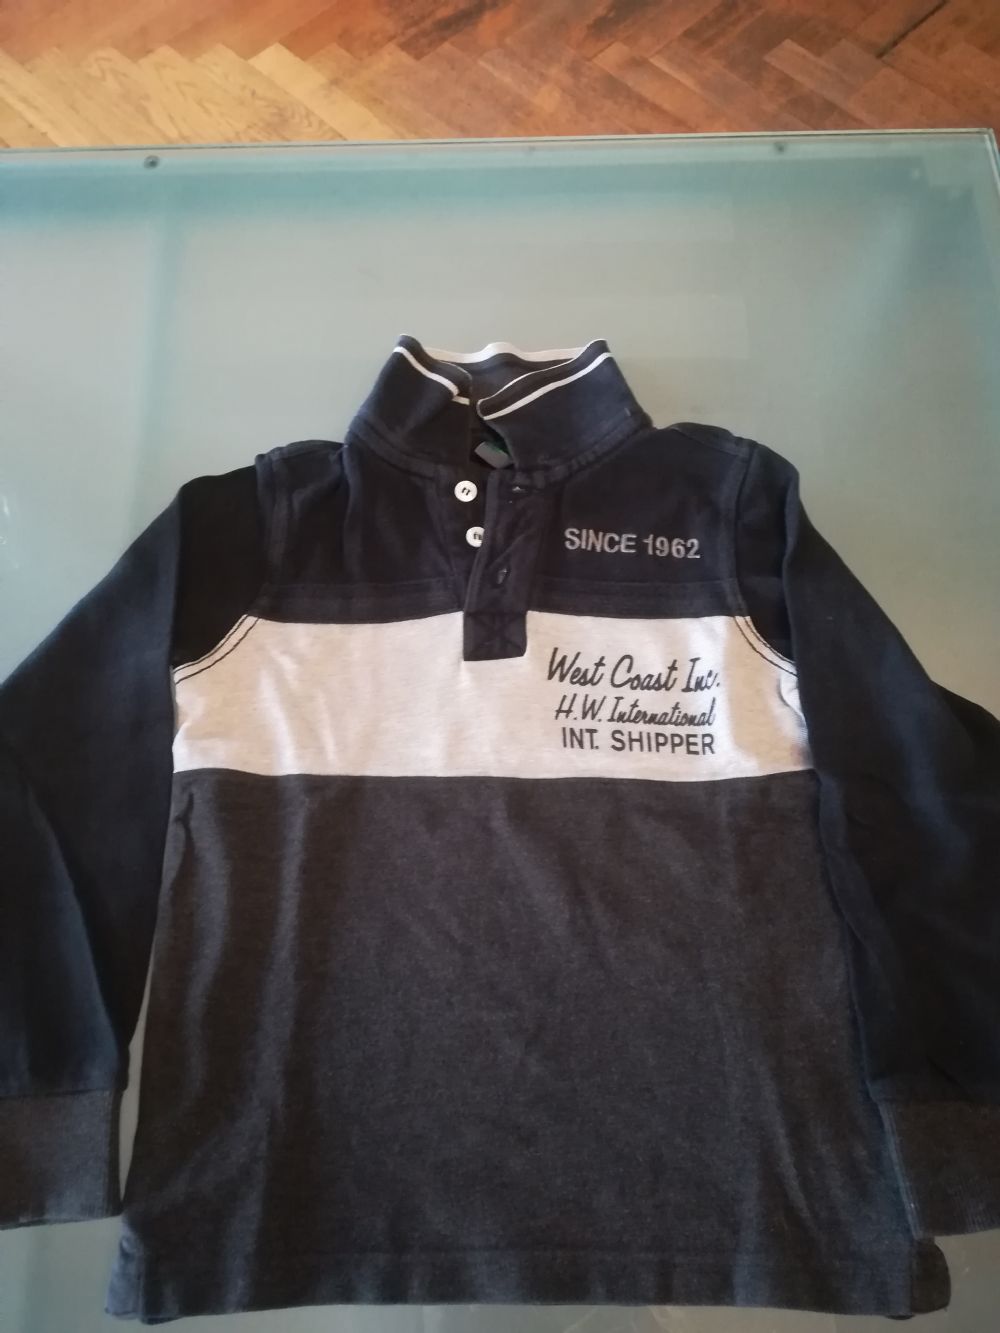 SINCE 1962
West Coast Inc.
H.W. International
INT. SHIPPER